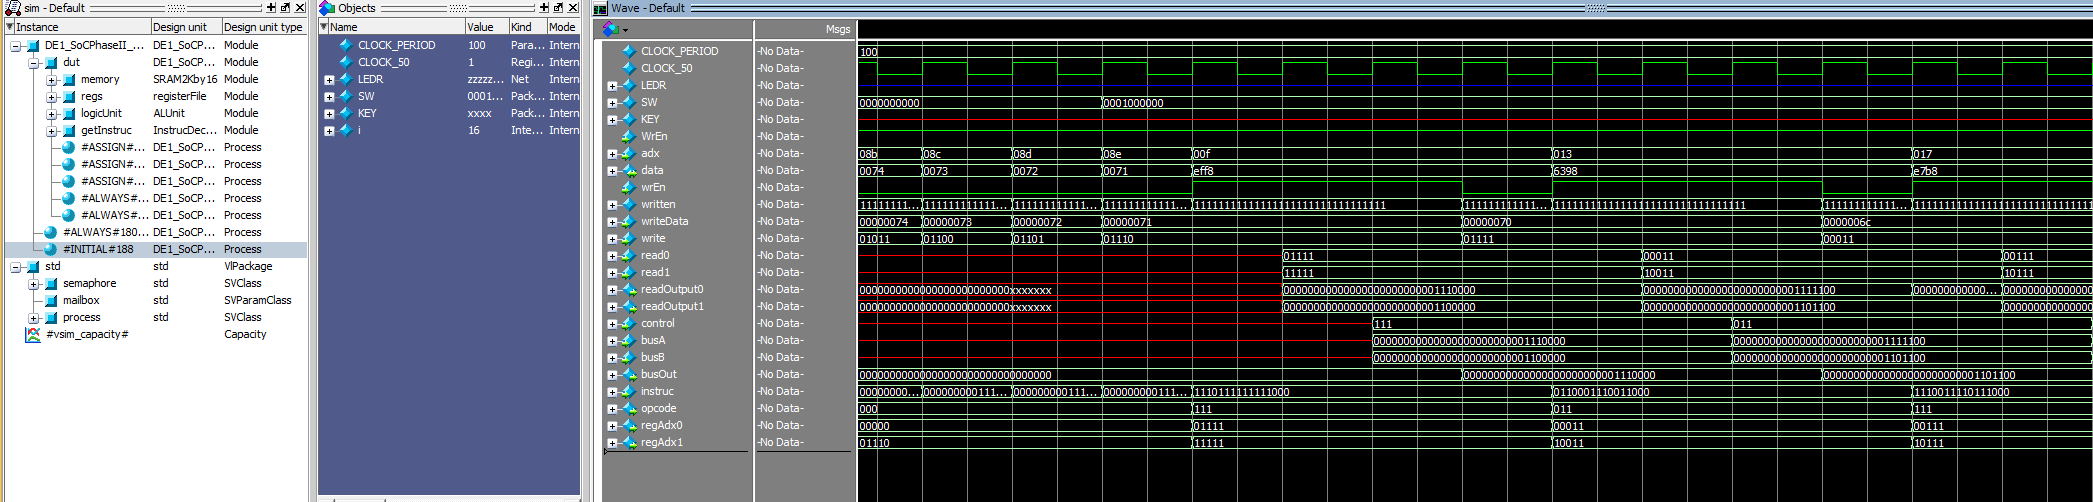 sim - Default
Instance Design unit Design unit type
DE1_SoCPhaseII_... DE1_SoCP... Module
dut DE1_SoCP... Module
memory SRAM2Kby16 Module
regs registerFile Module
logicUnit ALUnit Module
getInstruc InstrucDec... Module
#ASSIGN#... DE1_SoCP... Process
#ASSIGN#... DE1_SoCP... Process
#ASSIGN#... DE1_SoCP... Process
#ALWAYS#... DE1_SoCP... Process
#ALWAYS#... DE1_SoCP... Process
#ALWAYS#180... DE1_SoCP... Process
#INITIAL#188 DE1_SoCP... Process
std std VlPackage
semaphore std SVClass
mailbox std SVParamClass
process std SVClass
#vsim_capacity# Capacity
Objects
Name Value Kind Mode
CLOCK_PERIOD 100 Para... Intern
CLOCK_50 1 Regi... Intern
LEDR zzzzz... Net Intern
SW 0001... Pack... Intern
KEY xxxx Pack... Intern
i 16 Inte... Intern
Wave - Default
Msgs
CLOCK_PERIOD -No Data- 100
CLOCK_50 -No Data-
LEDR -No Data-
SW -No Data- 0000000000 0001000000
KEY -No Data-
WrEn -No Data-
adx -No Data- 08b 08c 08d 08e 00f 013 017
data -No Data- 0074 0073 0072 0071 eff8 6398 e7b8
wrEn -No Data-
written -No Data- 11111111... 111111111111... 111111111111... 111111111111... 11111111111111111111111111111111 111111111111... 11111111111111111111111111111111 111111111111...
writeData -No Data- 00000074 00000073 00000072 00000071 00000070 0000006c
write -No Data- 01011 01100 01101 01110 01111 00011
read0 -No Data- 01111 00011 00111
read1 -No Data- 11111 10011 10111
readOutput0 -No Data- 0000000000000000000000000xxxxxxx 00000000000000000000000001110000 00000000000000000000000001111100 000000000000...
readOutput1 -No Data- 0000000000000000000000000xxxxxxx 00000000000000000000000001100000 00000000000000000000000001101100
control -No Data- 111 011
busA -No Data- 00000000000000000000000001110000 00000000000000000000000001111100
busB -No Data- 00000000000000000000000001100000 00000000000000000000000001101100
busOut -No Data- 00000000000000000000000000000000 00000000000000000000000001110000 00000000000000000000000001101100
instruc -No Data- 00000000... 000000000111... 000000000111... 000000000111... 1110111111111000 0110001110011000 1110011110111000
opcode -No Data- 000 111 011 111
regAdx0 -No Data- 00000 01111 00011 00111
regAdx1 -No Data- 01110 11111 10011 10111